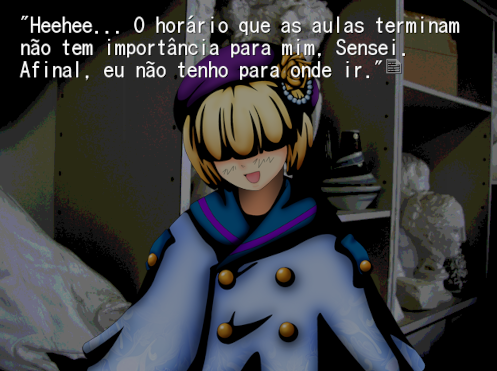 "Heehee... O horário que as aulas terminam
não tem importância para mim, Sensei.
Afinal, eu não tenho para onde ir."